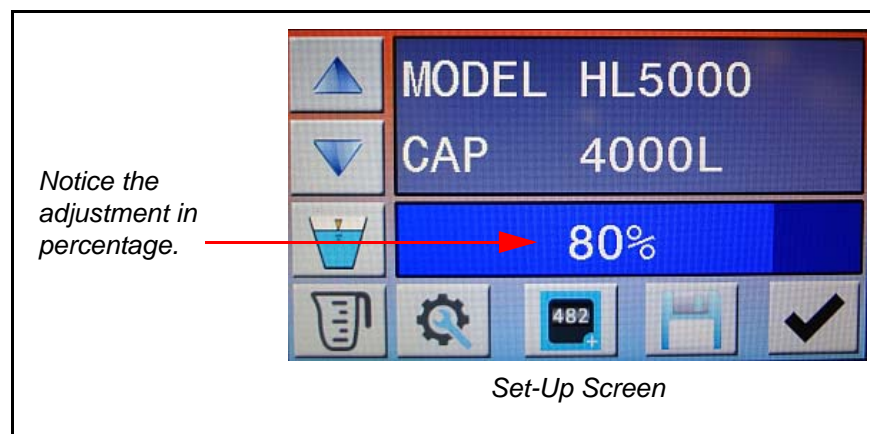 MODEL HL5000
CAP 4000L
Notice the
adjustment in
percentage.
80%
482
Set-Up Screen